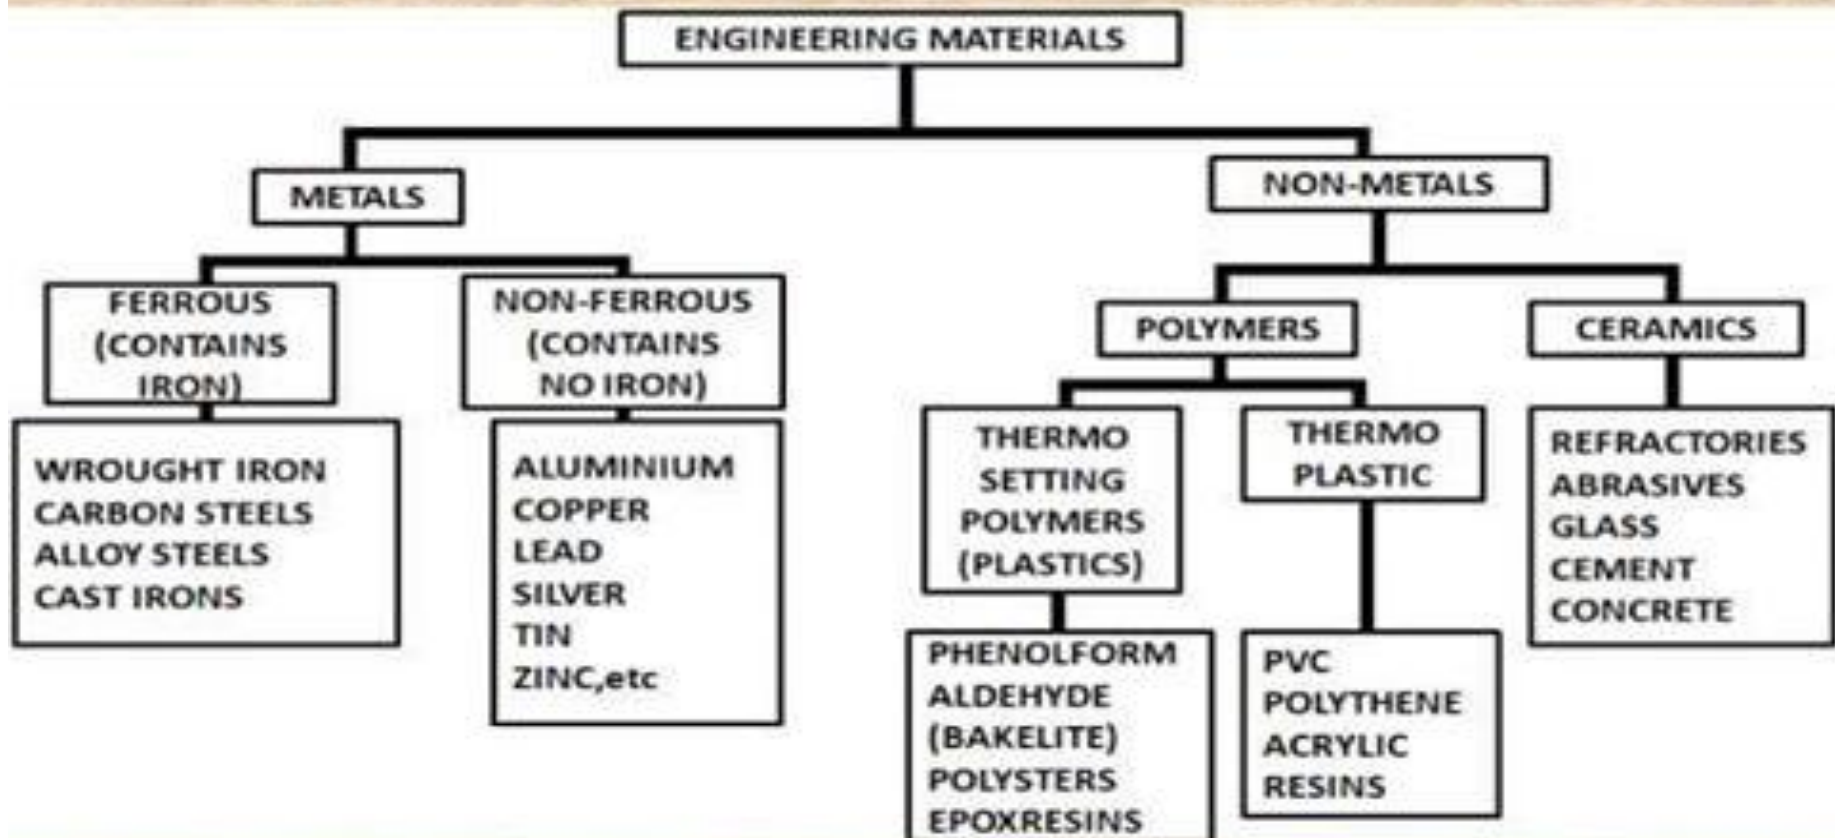 ENGINEERING MATERIALS
METALS
NON-METALS
FERROUS
(CONTAINS
IRON)
NON-FERROUS
(CONTAINS
NO IRON)
POLYMERS
CERAMICS
WROUGHT IRON
CARBON STEELS
ALLOY STEELS
CAST IRONS
ALUMINIUM
COPPER
LEAD
SILVER
TIN
ZINC,etc
THERMO
SETTING
POLYMERS
(PLASTICS)
THERMO
PLASTIC
REFRACTORIES
ABRASIVES
GLASS
CEMENT
CONCRETE
PHENOLFORM
ALDEHYDE
(BAKELITE)
POLYSTERS
EPOXRESINS
PVC
POLYTHENE
ACRYLIC
RESINS